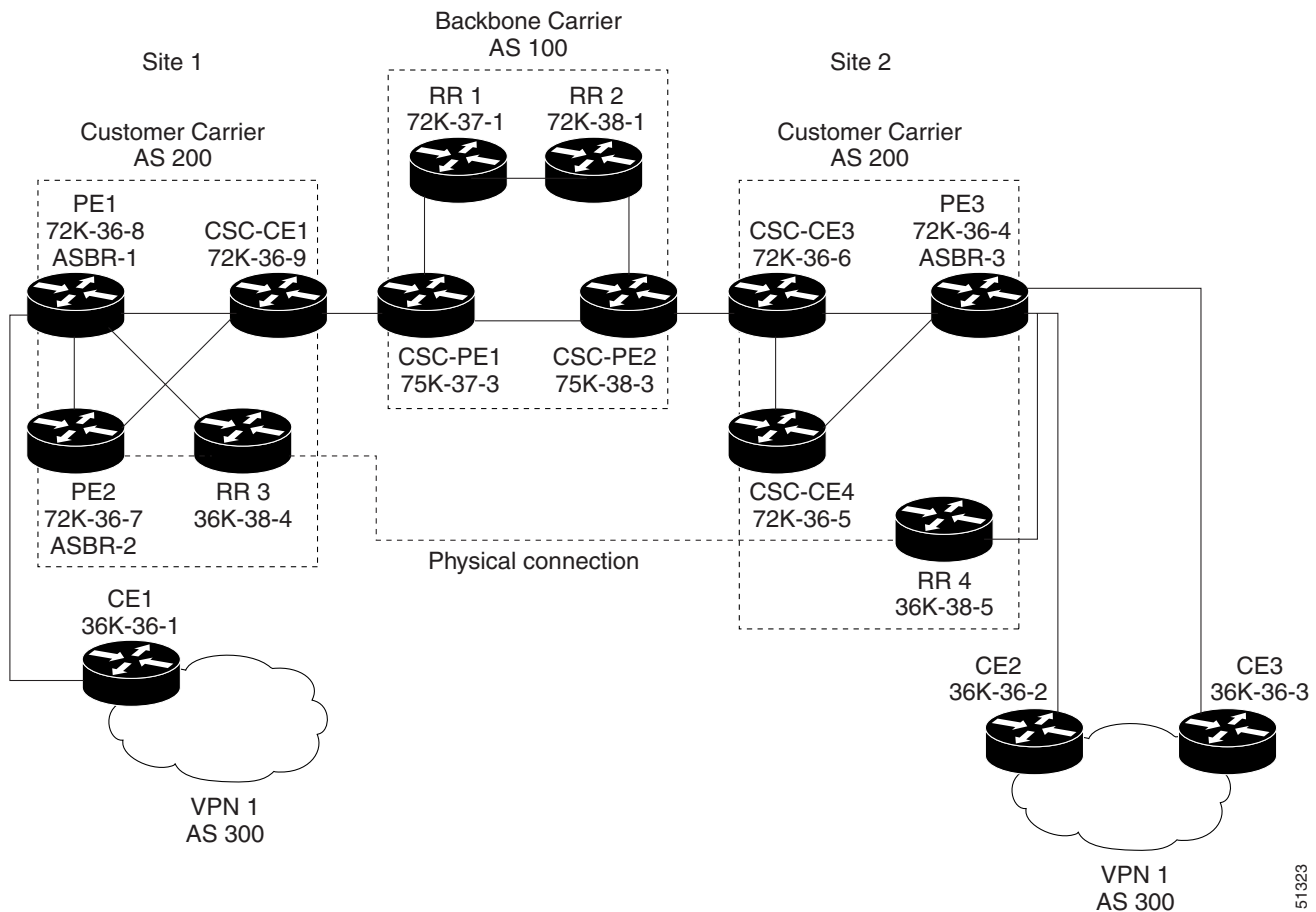 Backbone Carrier
AS 100
Site 1
Site 2
RR 1
72K-37-1
RR 2
72K-38-1
Customer Carrier
AS 200
Customer Carrier
AS 200
PE1
72K-36-8
ASBR-1
CSC-CE1
72K-36-9
CSC-CE3
72K-36-6
PE3
72K-36-4
ASBR-3
CSC-PE1
75K-37-3
CSC-PE2
75K-38-3
PE2
72K-36-7
ASBR-2
RR 3
36K-38-4
CSC-CE4
72K-36-5
Physical connection
RR 4
36K-38-5
CE1
36K-36-1
CE2
36K-36-2
CE3
36K-36-3
VPN 1
AS 300
VPN 1
AS 300
51323